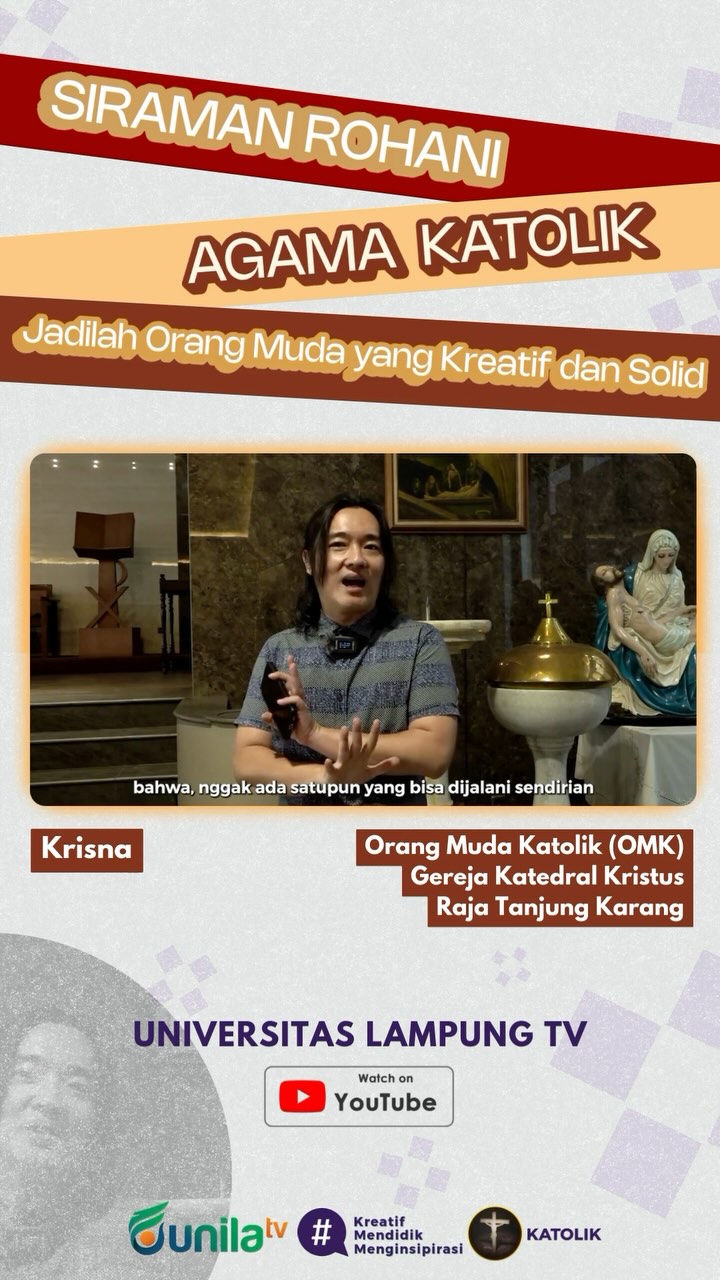 SIRAMAN ROHANI
AGAMA KATOLIK
Jadilah Orang Muda yang Kreatif dan Solid
bahwa, nggak ada satupun yang bisa dijalani sendirian
Krisna
Orang Muda Katolik (OMK)
Gereja Katedral Kristus
Raja Tanjung Karang
UNIVERSITAS LAMPUNG TV
Watch on
YouTube
unila tv
#
Kreatif
Mendidik
Menginsipirasi
KATOLIK